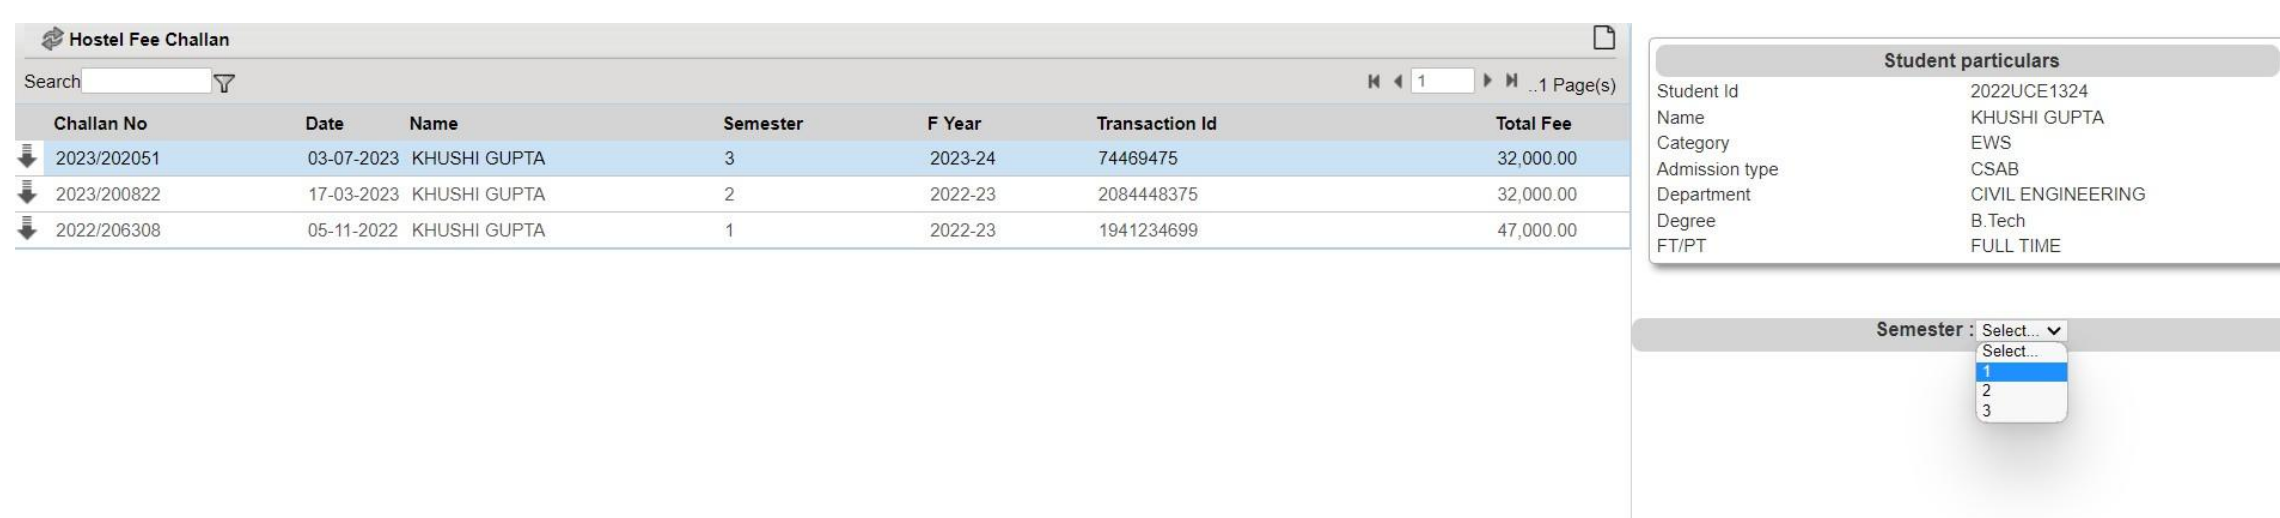 Hostel Fee Challan
Search
1 ..1 Page(s)
Challan No Date Name Semester F Year Transaction Id Total Fee
2023/202051 03-07-2023 KHUSHI GUPTA 3 2023-24 74469475 32,000.00
2023/200822 17-03-2023 KHUSHI GUPTA 2 2022-23 2084448375 32,000.00
2022/206308 05-11-2022 KHUSHI GUPTA 1 2022-23 1941234699 47,000.00
Student particulars
Student Id 2022UCE1324
Name KHUSHI GUPTA
Category EWS
Admission type CSAB
Department CIVIL ENGINEERING
Degree B.Tech
FT/PT FULL TIME
Semester : Select...
Select...
1
2
3